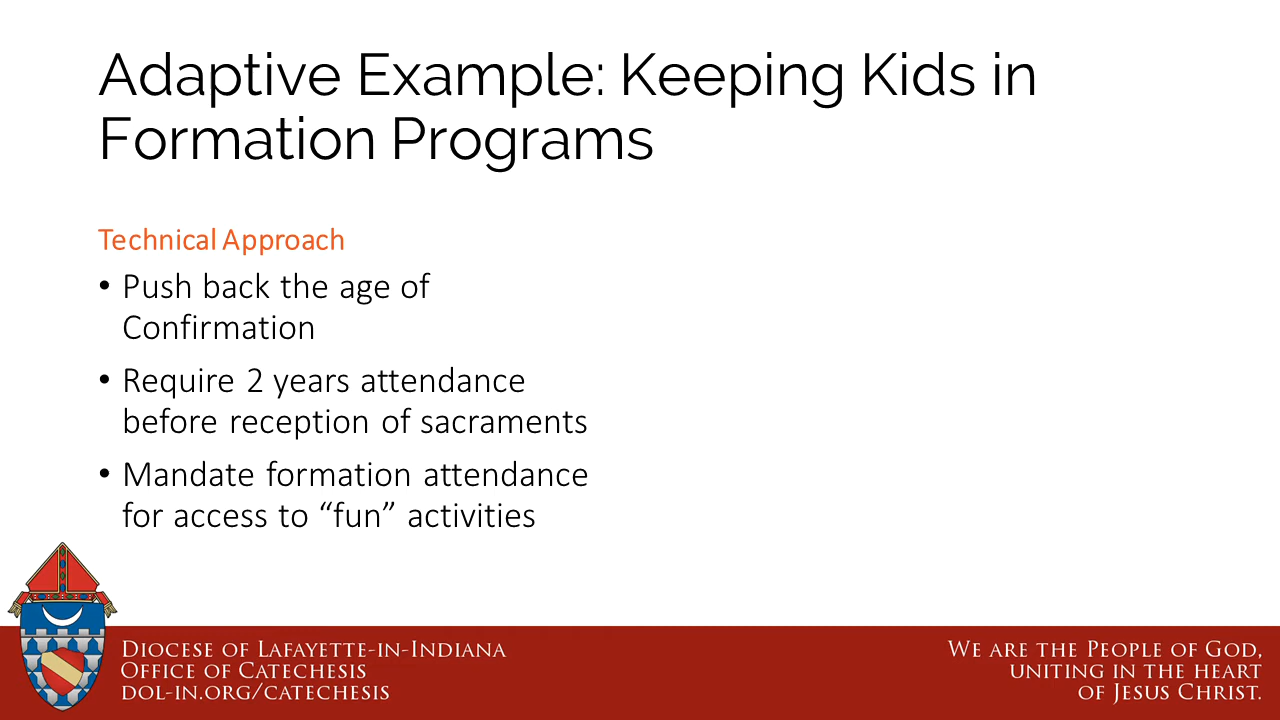 Adaptive Example: Keeping Kids in
Formation Programs
Technical Approach
• Push back the age of
Confirmation
• Require 2 years attendance
before reception of sacraments
• Mandate formation attendance
for access to “fun” activities
Diocese of Lafayette-in-Indiana
Office of Catechesis
dol-in.org/catechesis
We are the People of God,
uniting in the heart
of Jesus Christ.